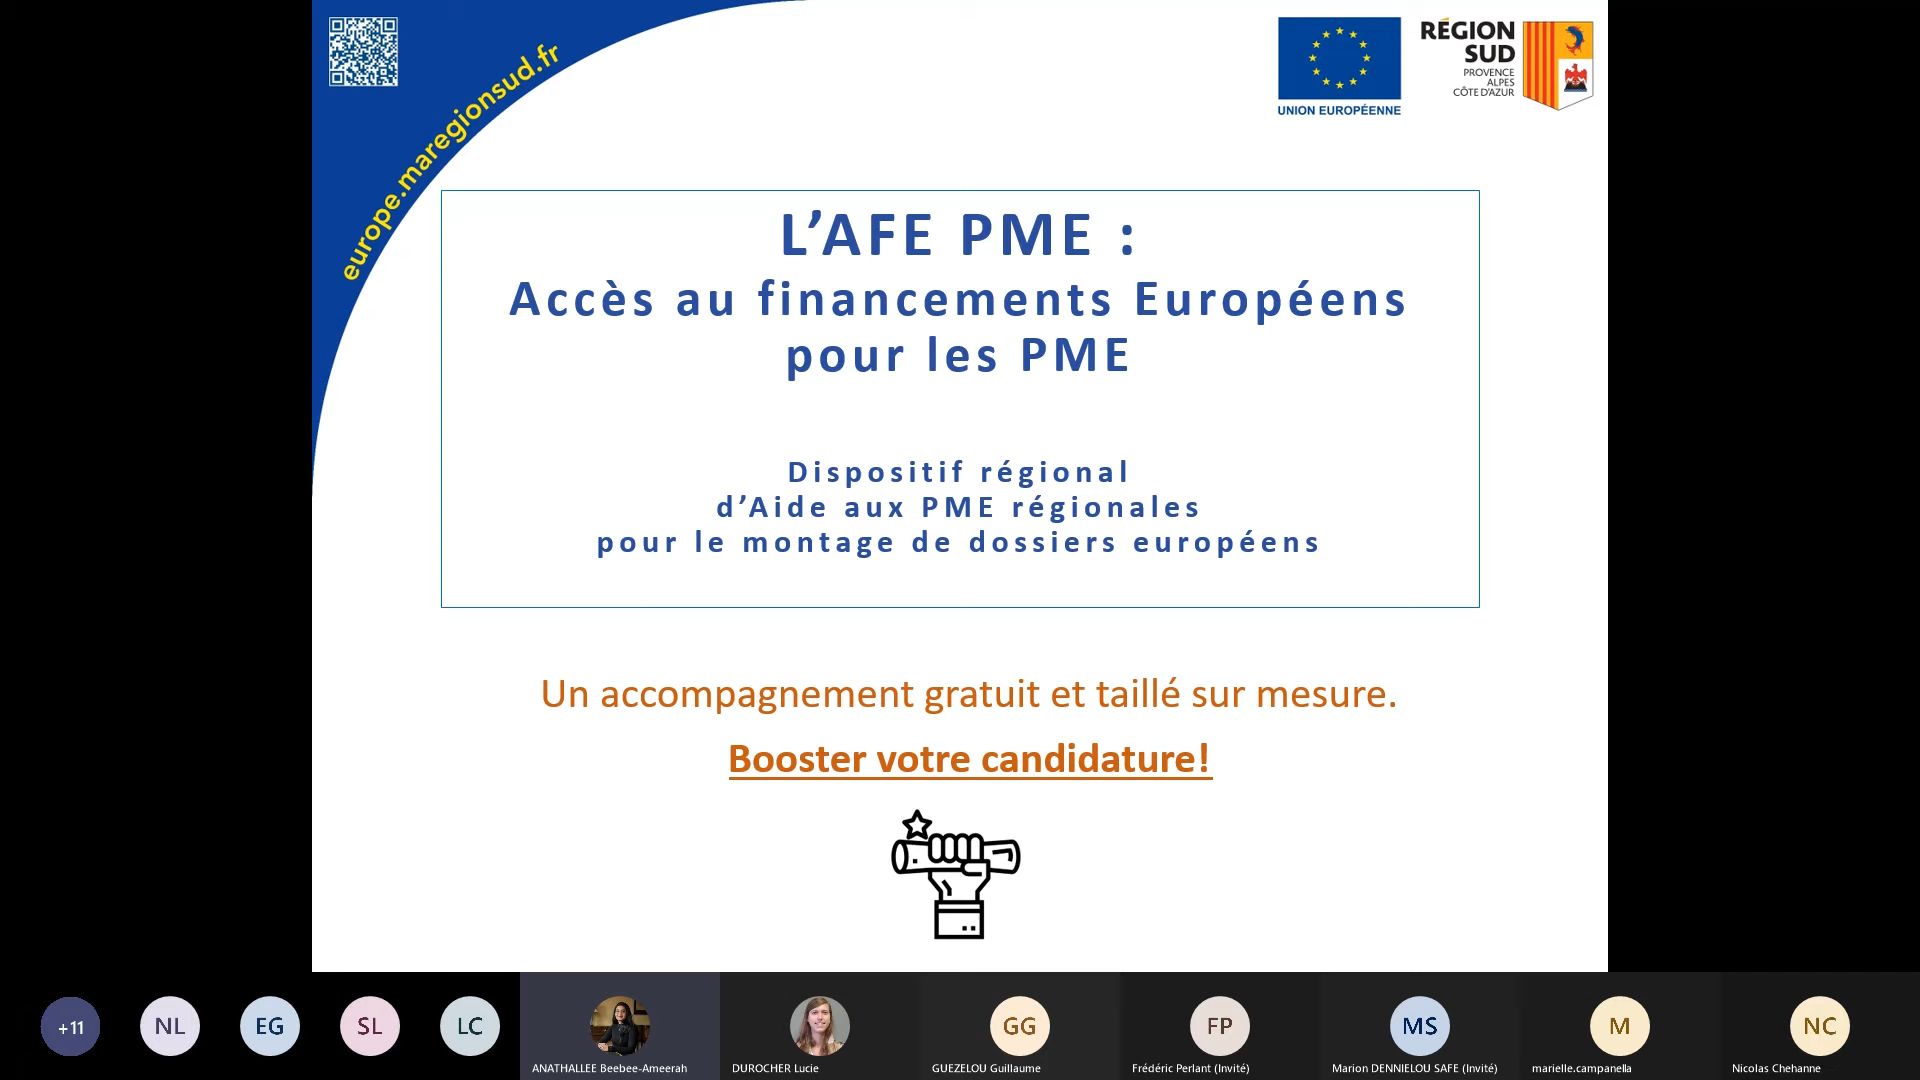 europe.maregionsud.fr
UNION EUROPÉENNE
RÉGION
SUD
PROVENCE
ALPES
CÔTE D'AZUR
L’AFE PME :
Accès au financements Européens
pour les PME
Dispositif régional
d’Aide aux PME régionales
pour le montage de dossiers européens
Un accompagnement gratuit et taillé sur mesure.
Booster votre candidature!
+11
NL
EG
SL
LC
ANATHALLEE Beebee-Ameerah
DUROCHER Lucie
GG
GUEZELOU Guillaume
FP
Frédéric Perlant (Invité)
MS
Marion DENNIELOU SAFE (Invité)
M
marielle.campanella
NC
Nicolas Chehanne